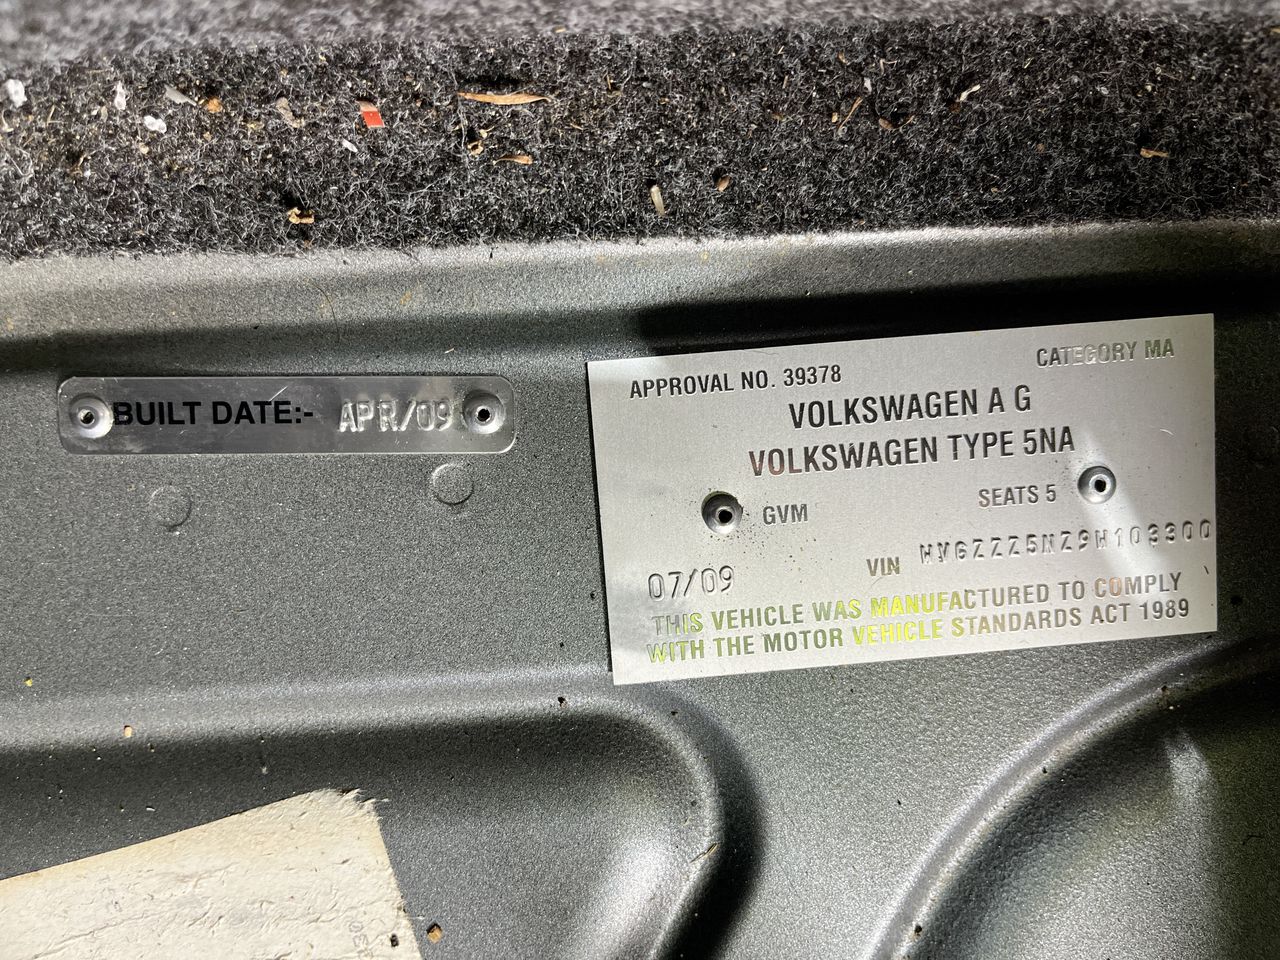 BUILT DATE:- APR/09
APPROVAL NO. 39378
CATEGORY MA
VOLKSWAGEN A G
VOLKSWAGEN TYPE 5NA
GVM
SEATS 5
07/09
VIN WVGZZZ5NZ9W103300
THIS VEHICLE WAS MANUFACTURED TO COMPLY
WITH THE MOTOR VEHICLE STANDARDS ACT 1989